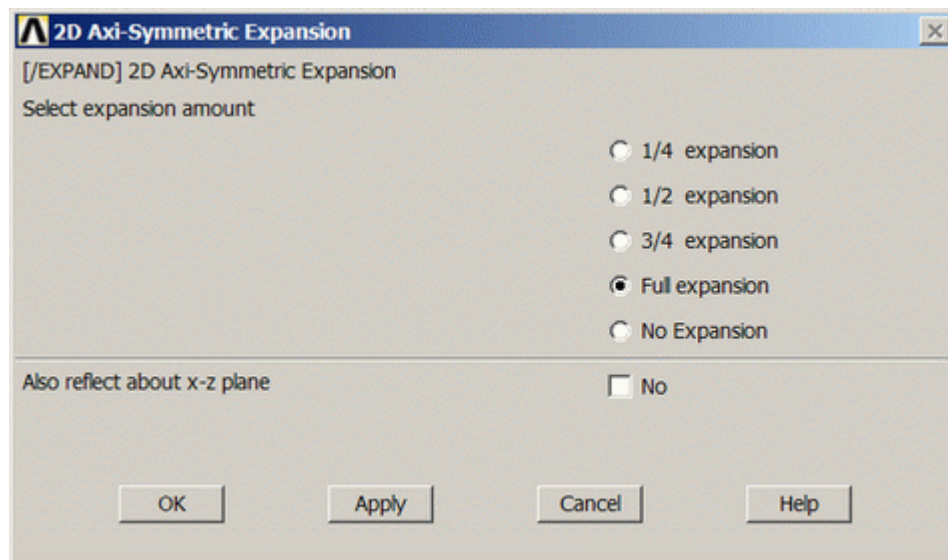 2D Axi-Symmetric Expansion
[/EXPAND] 2D Axi-Symmetric Expansion
Select expansion amount
1/4 expansion
1/2 expansion
3/4 expansion
Full expansion
No Expansion
Also reflect about x-z plane No
OK Apply Cancel Help